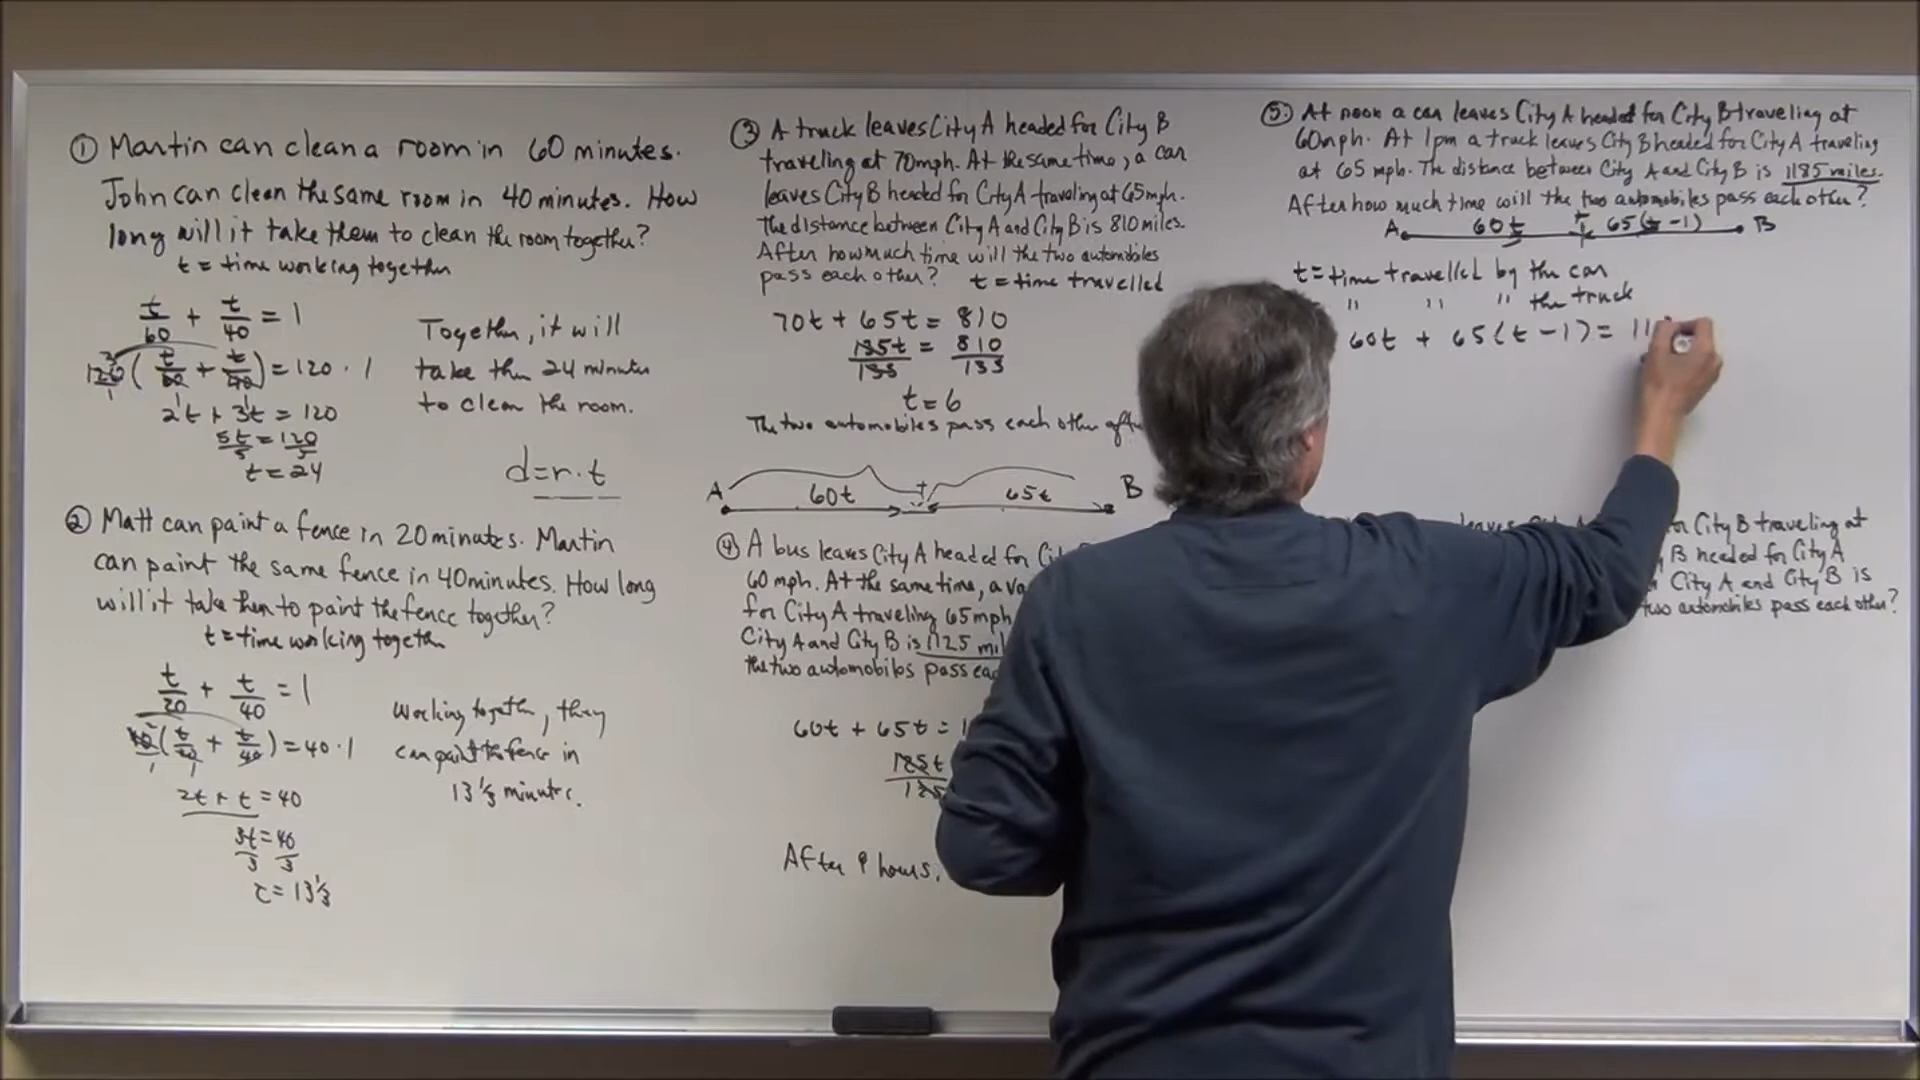 ① Martin can clean a room in 60 minutes.
John can clean the same room in 40 minutes. How
long will it take them to clean the room together?
t = time working together
t/60 + t/40 = 1
120(t/60 + t/40) = 120 · 1
2t + 3t = 120
5t/5 = 120/5
t = 24
Together, it will
take then 24 minutes
to clean the room.
d = r · t
② Matt can paint a fence in 20 minutes. Martin
can paint the same fence in 40 minutes. How long
will it take them to paint the fence together?
t = time working together
t/20 + t/40 = 1
40(t/20 + t/40) = 40 · 1
2t + t = 40
3t/3 = 40/3
t = 13 1/3
Working together, they
can paint the fence in
13 1/3 minutes.
③ A truck leaves City A headed for City B
traveling at 70mph. At the same time, a car
leaves City B headed for City A traveling at 65mph.
The distance between City A and City B is 810 miles.
After how much time will the two automobiles
pass each other? t = time travelled
70t + 65t = 810
135t/135 = 810/135
t = 6
The two automobiles pass each other
A 60t 65t B
④ A bus leaves City A headed for
60 mph. At the same time, a
for City A traveling 65mph
City A and City B is 1125
the two automobiles pass
60t + 65t =
125t
125
After 9 hours.
⑤ At noon a car leaves City A headed for City B traveling at
60mph. At 1pm a truck leaves City B headed for City A traveling
at 65 mph. The distance between City A and City B is 1185 miles.
After how much time will the two automobiles pass each other?
A 60t 65(t-1) B
t = time travelled by the car
" " " the truck
60t + 65(t-1) = 11
leaves
City B traveling at
B headed for City A
City A and City B is
two automobiles pass each other?